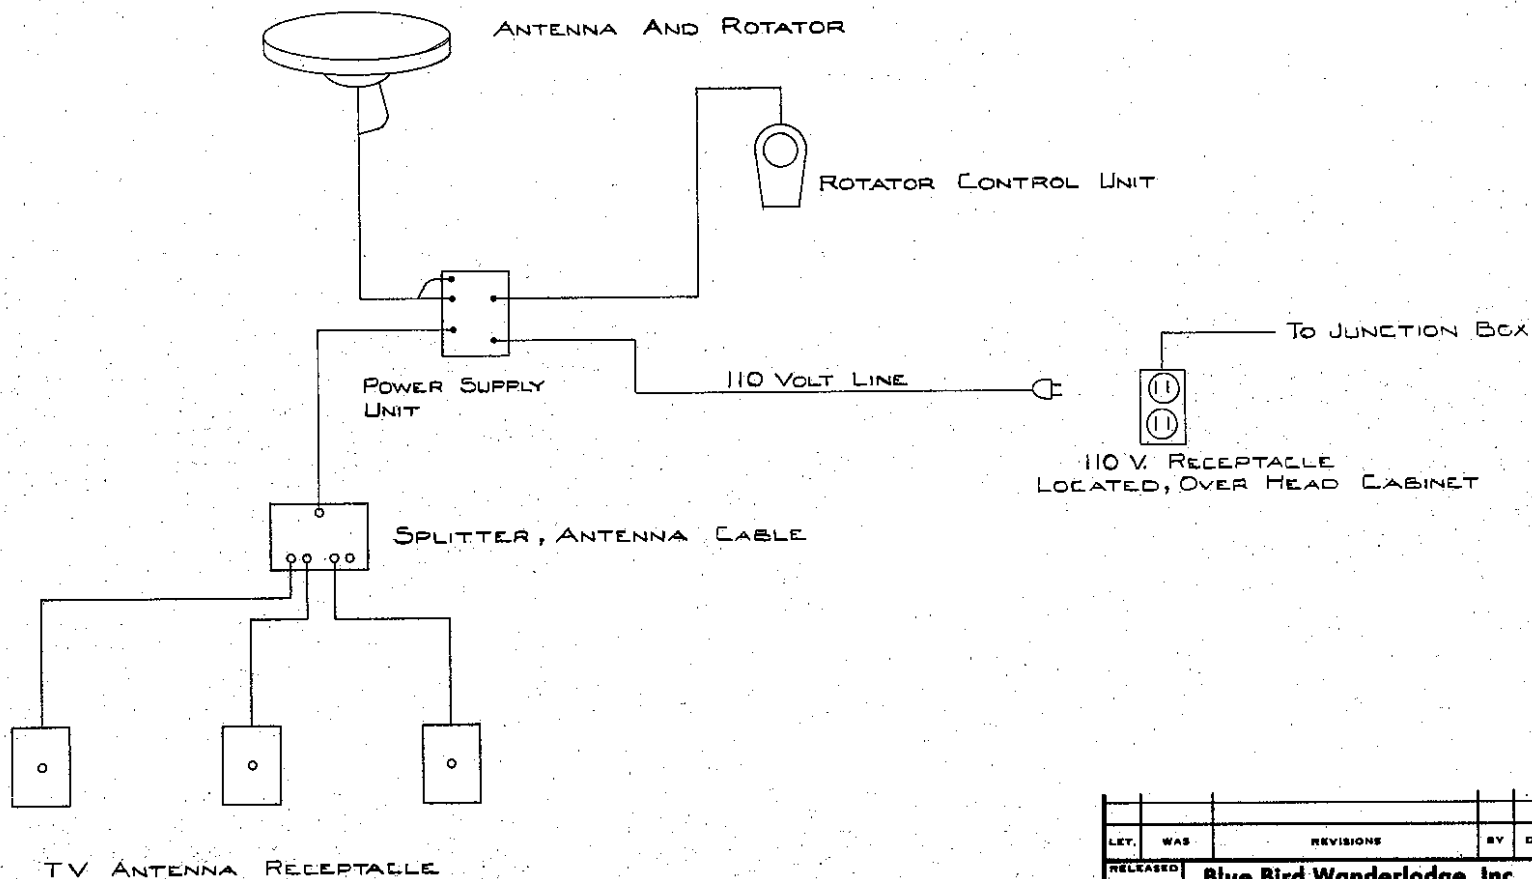 ANTENNA AND ROTATOR
ROTATOR CONTROL UNIT
TO JUNCTION BOX
POWER SUPPLY
UNIT
110 VOLT LINE
110 V. RECEPTACLE
LOCATED, OVER HEAD CABINET
SPLITTER, ANTENNA CABLE
TV ANTENNA RECEPTACLE
LET. WAS REVISIONS BY D
RELEASED
Blue Bird Wanderlodge, Inc